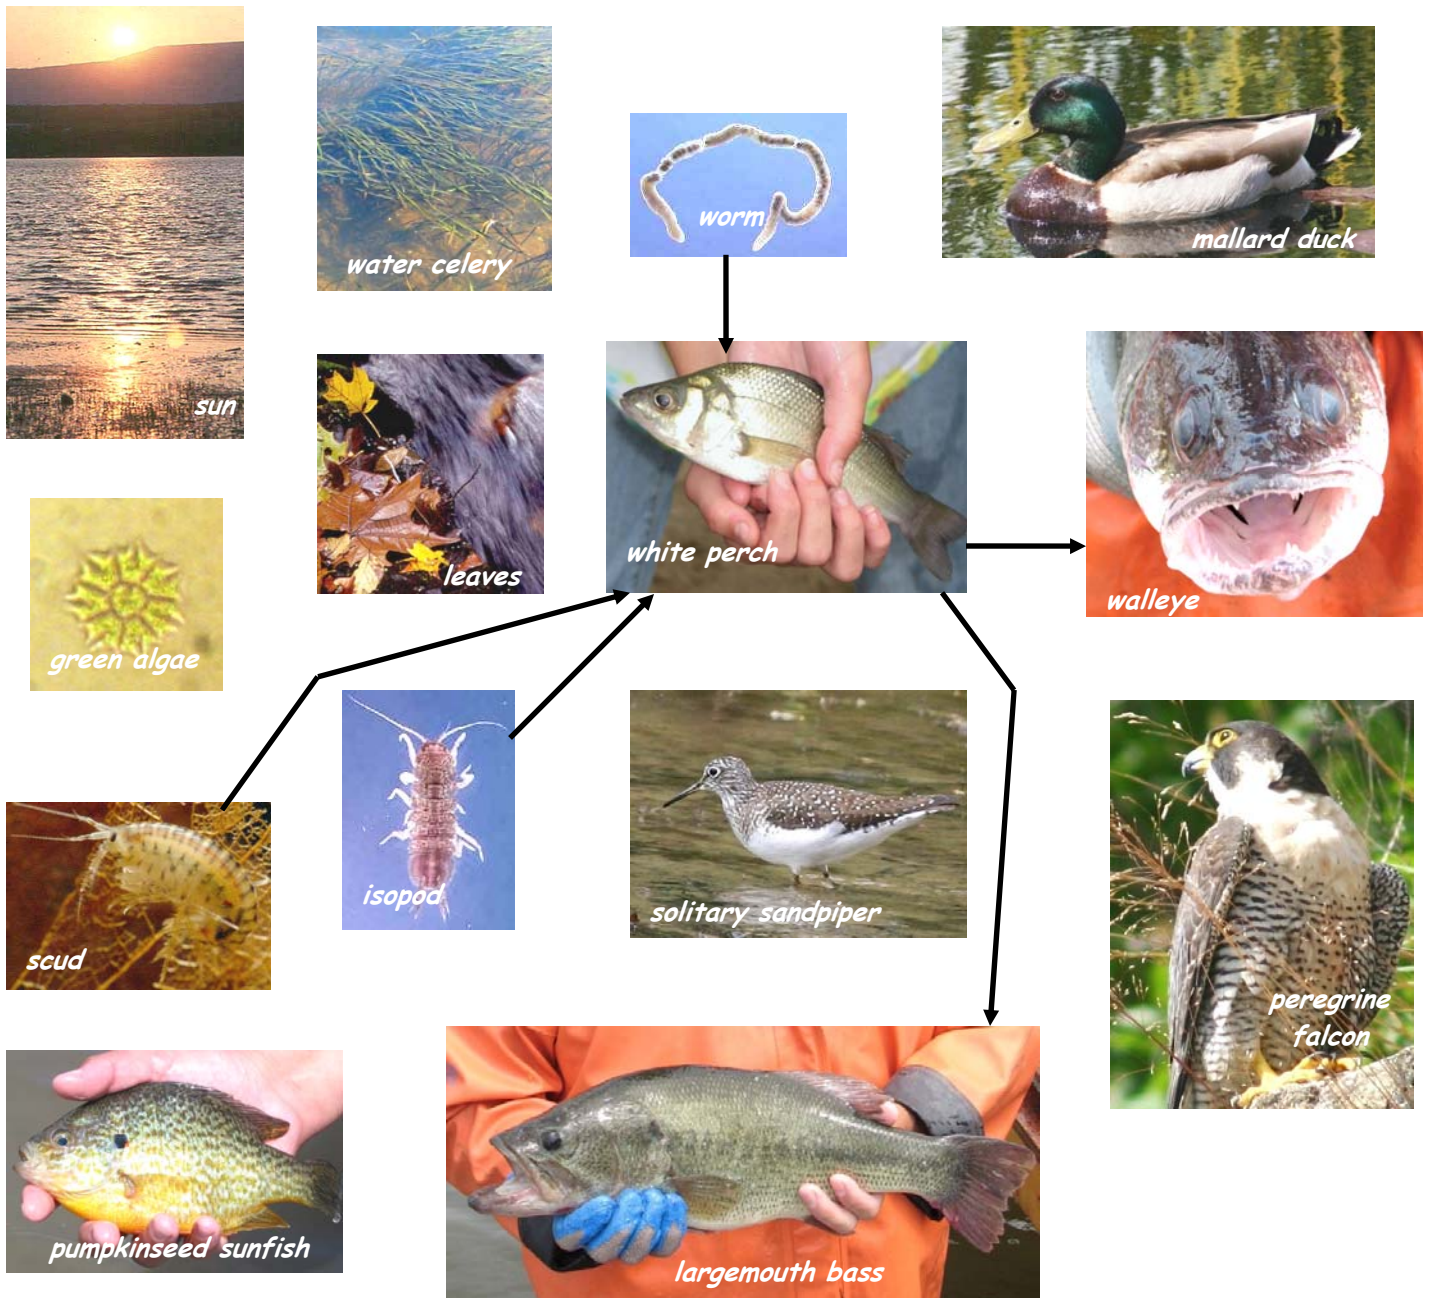 sun
water celery
worm
mallard duck
leaves
white perch
walleye
green algae
scud
isopod
solitary sandpiper
peregrine
falcon
pumpkinseed sunfish
largemouth bass